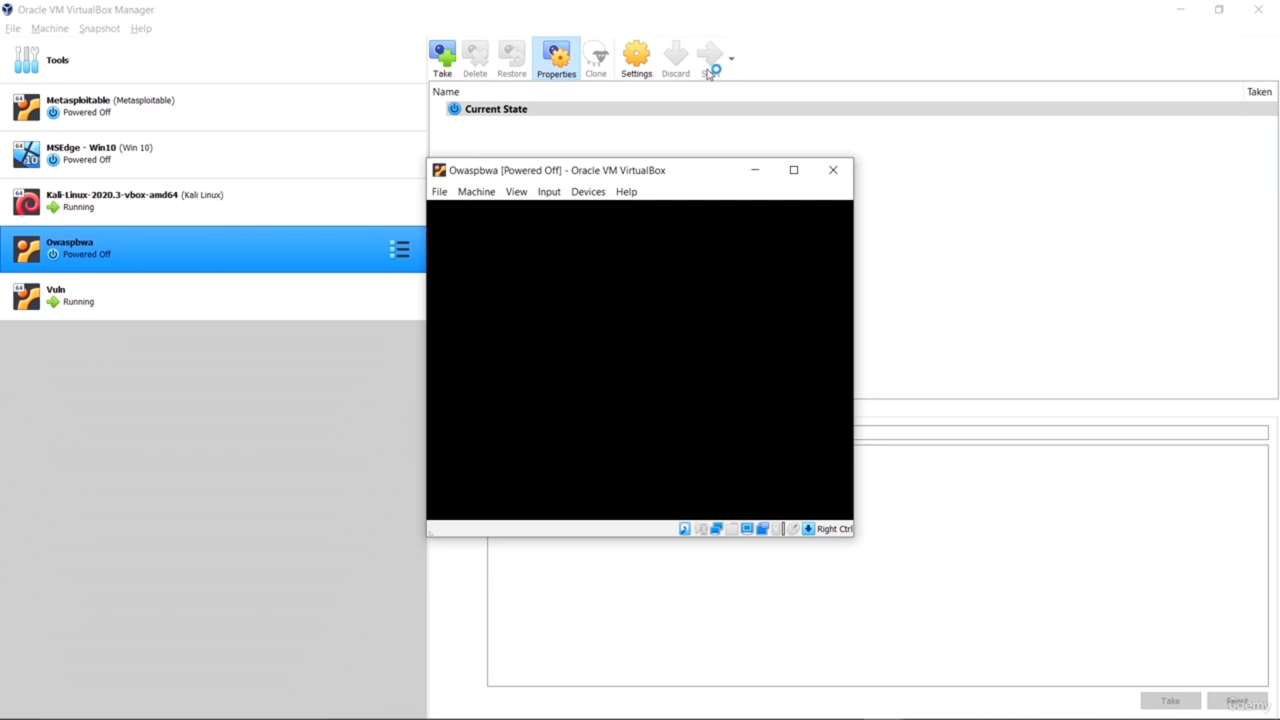 Oracle VM VirtualBox Manager
File Machine Snapshot Help
Tools
Take Delete Restore Properties Clone Settings Discard
Name Taken
Current State
Metasploitable (Metasploitable)
Powered Off
MSEdge - Win10 (Win 10)
Powered Off
Kali-Linux-2020.3-vbox-amd64 (Kali Linux)
Running
Owaspbwa
Powered Off
Vuln
Running
Owaspbwa [Powered Off] - Oracle VM VirtualBox
File Machine View Input Devices Help
Right Ctrl
Take
udemy